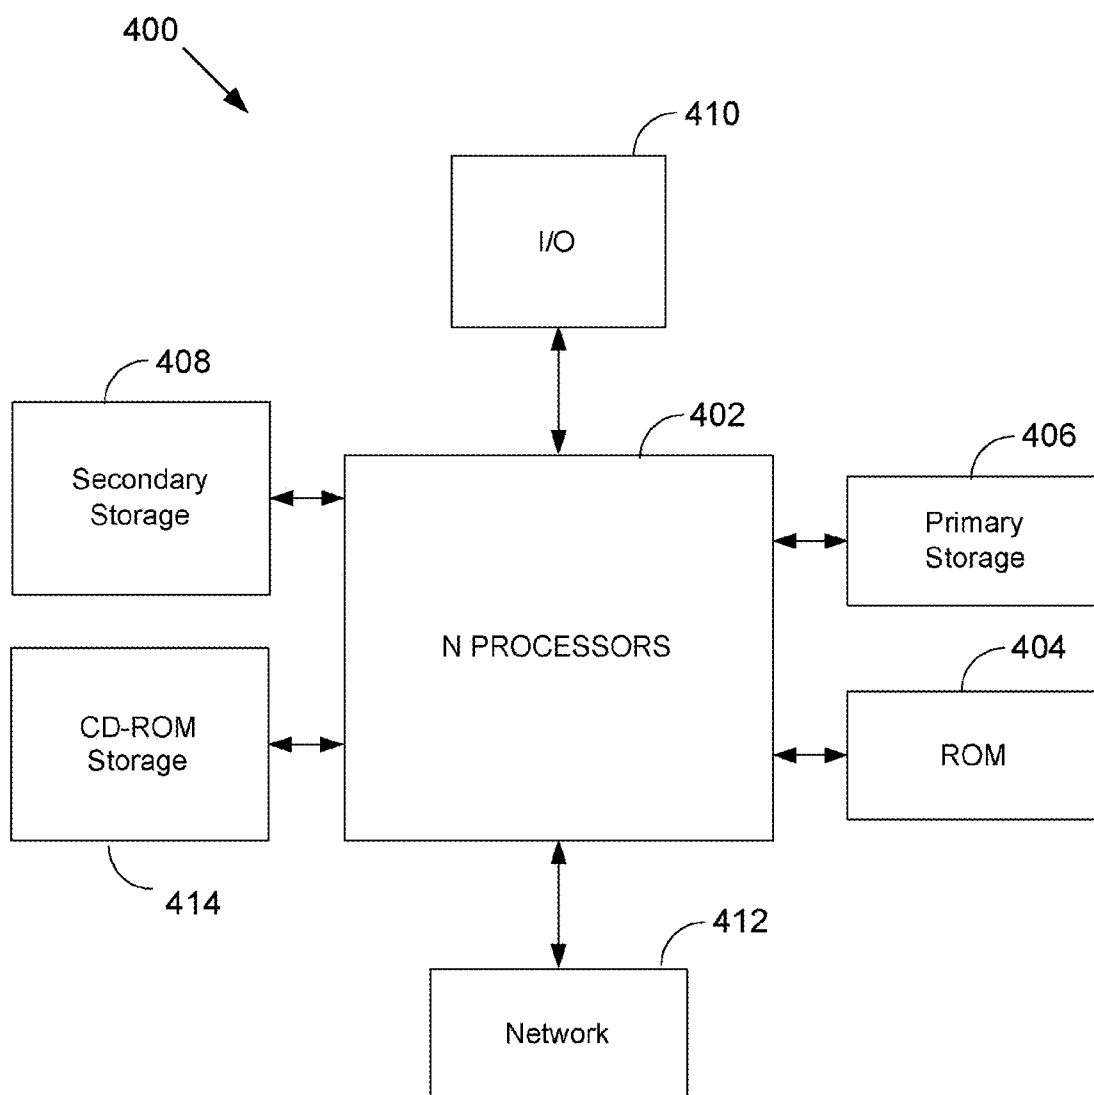 400
410
I/O
408
402
406
Secondary
Storage
Primary
Storage
N PROCESSORS
404
CD-ROM
Storage
ROM
414
412
Network